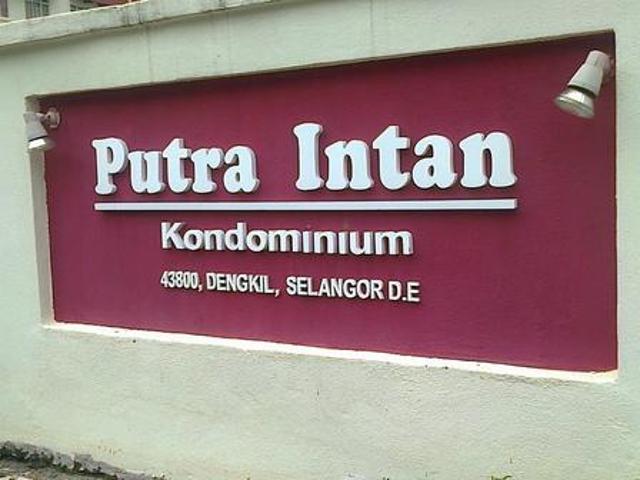 Putra Intan
Kondominium
43800, DENGKIL, SELANGOR D.E